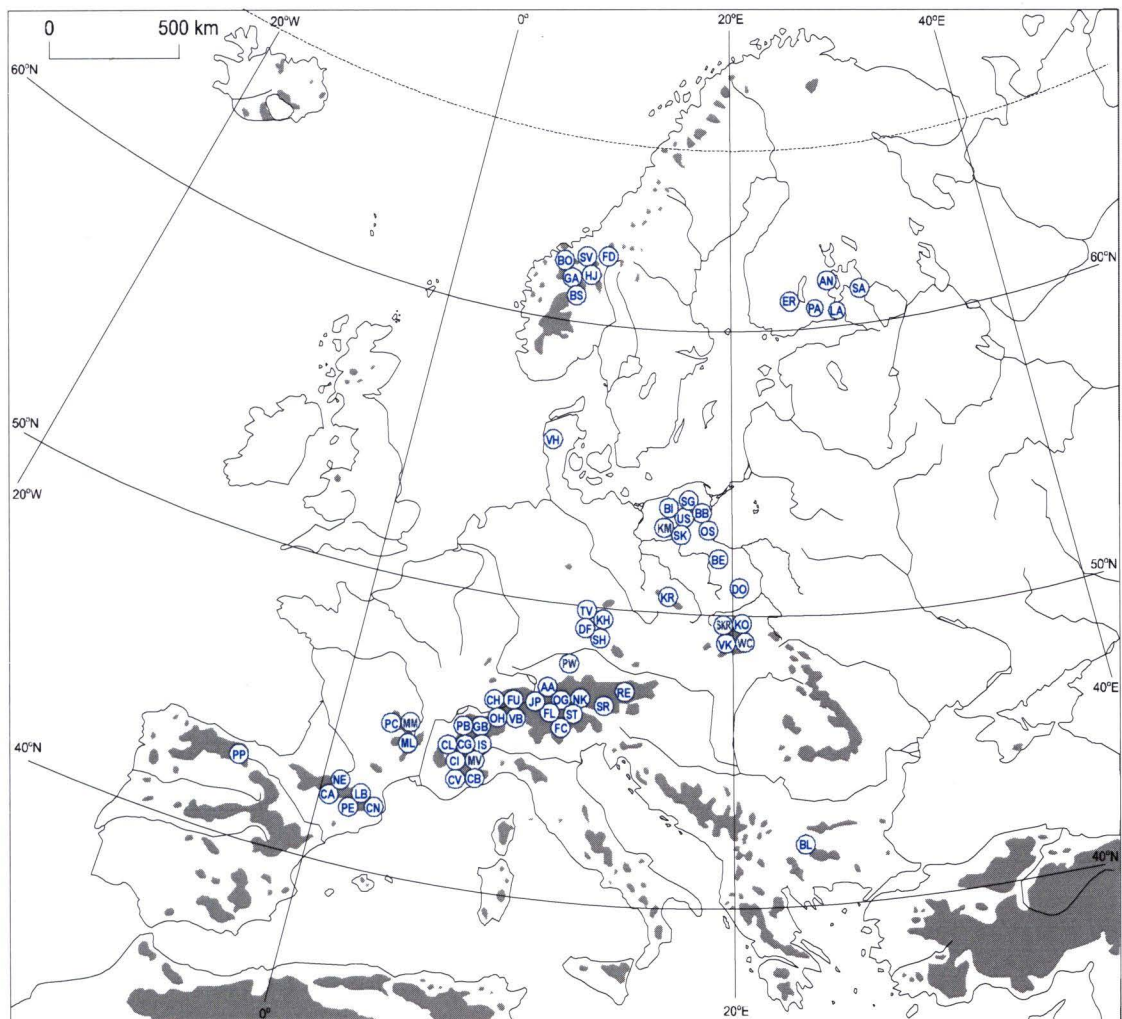 0 500 km
20°W
0°
20°E
40°E
60°N
60°N
BO SV FD
GA HJ
BS
AN SA
ER PA LA
50°N
VH
20°W
SG
BI BB
US
KM OS
SK
BE
50°N
DO
KR
TV
KH
DF
SH
SKR KO
VK WC
PW
40°E
AA
CH FU JP OG NK RE
SR
OH VB FL ST
FC
PC MM
ML
PB GB
CL CG IS
CI MV
CV CB
40°N
PP
NE
CA LB
PE CN
BL
40°N
0°
20°E